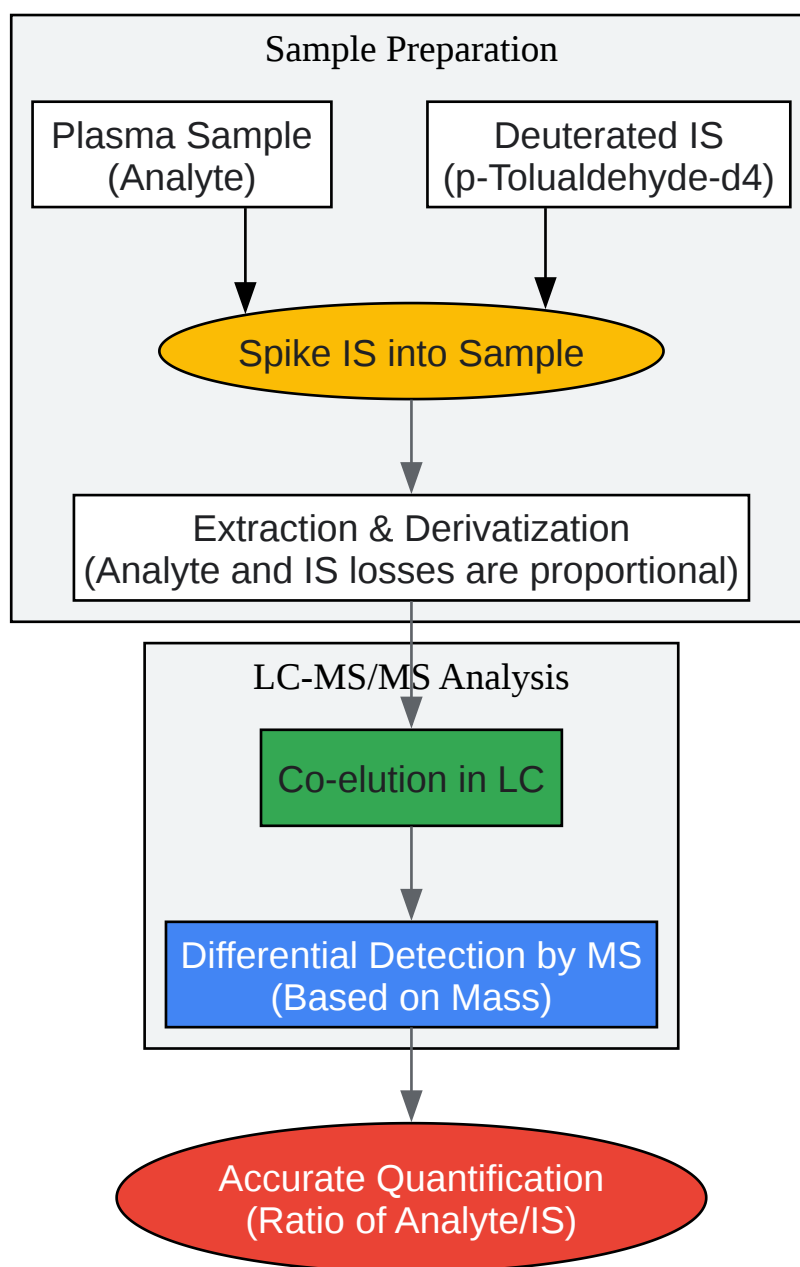 Sample Preparation
Plasma Sample
(Analyte)
Deuterated IS
(p-Tolualdehyde-d4)
Spike IS into Sample
Extraction & Derivatization
(Analyte and IS losses are proportional)
LC-MS/MS Analysis
Co-elution in LC
Differential Detection by MS
(Based on Mass)
Accurate Quantification
(Ratio of Analyte/IS)